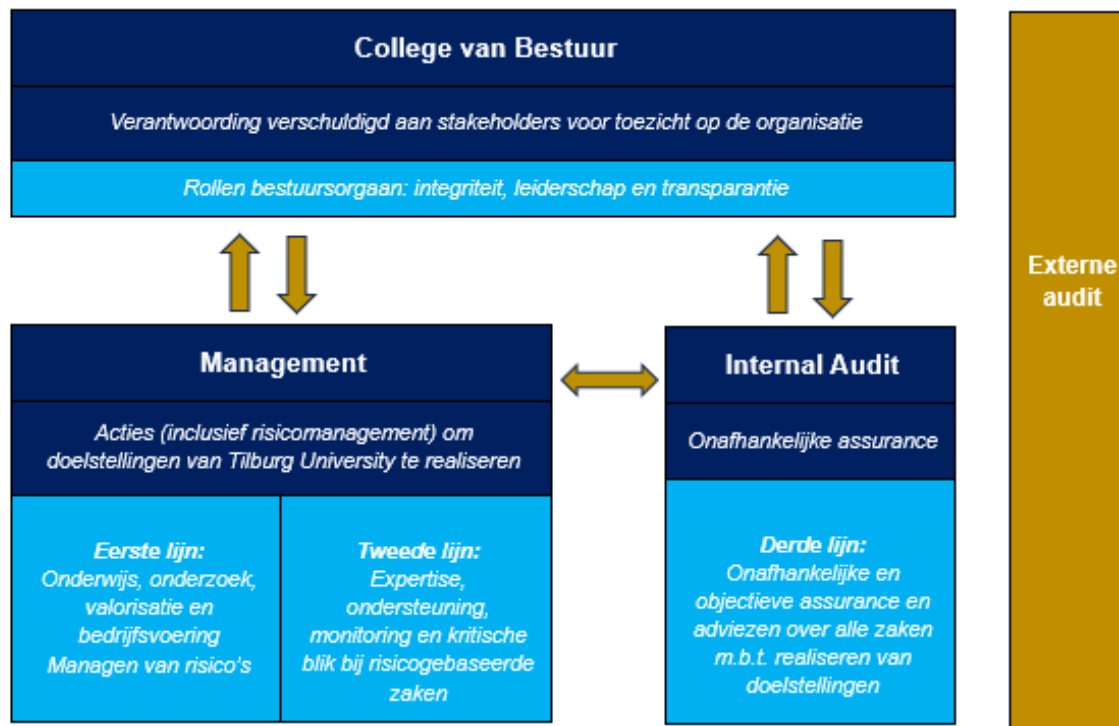 College van Bestuur
Verantwoording verschuldigd aan stakeholders voor toezicht op de organisatie
Rollen bestuursorgaan: integriteit, leiderschap en transparantie
Externe
audit
Management
Acties (inclusief risicomanagement) om
doelstellingen van Tilburg University te realiseren
Eerste lijn:
Onderwijs, onderzoek,
valorisatie en
bedrijfsvoering
Managen van risico's
Tweede lijn:
Expertise,
ondersteuning,
monitoring en kritische
blik bij risicogebaseerde
zaken
Internal Audit
Onafhankelijke assurance
Derde lijn:
Onafhankelijke en
objectieve assurance en
adviezen over alle zaken
m.b.t. realiseren van
doelstellingen